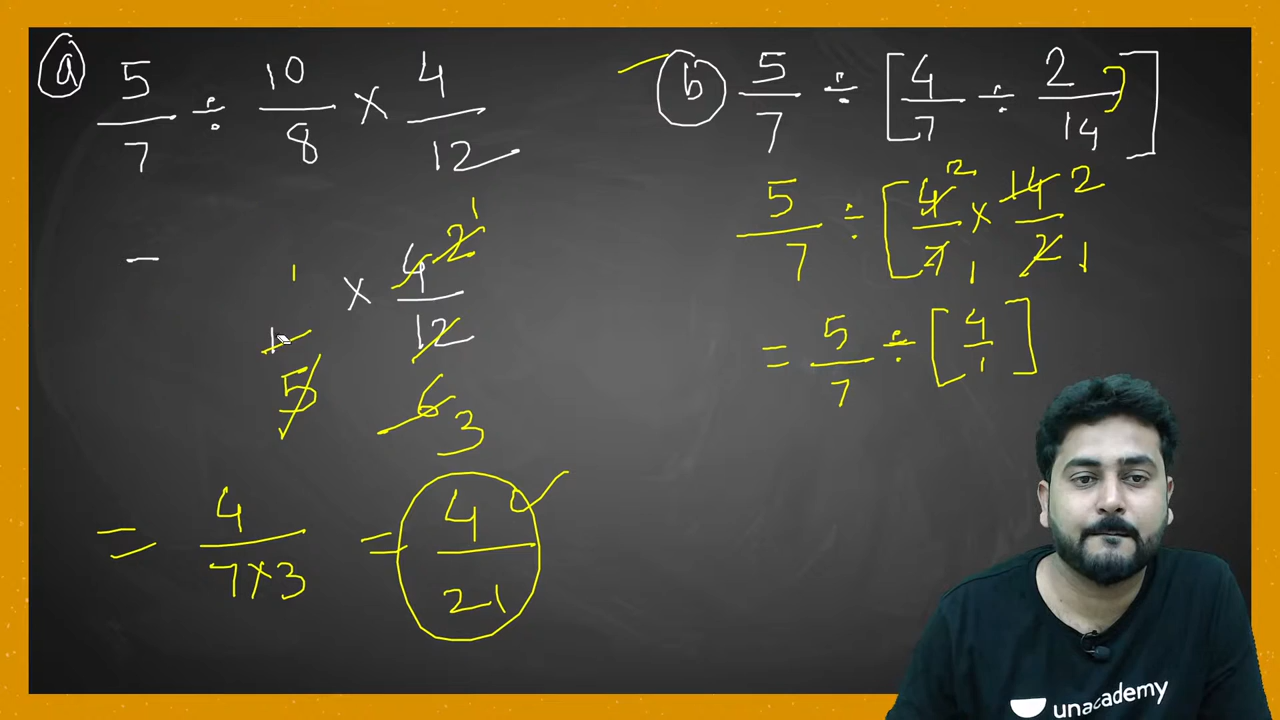 a 5/7 ÷ 10/8 × 4/12
– 1 1 5 × 4 2 1 / 12 6 3
= 4/7×3 = 4/21
b 5/7 ÷ [4/7 ÷ 2/14]
5/7 ÷ [4 2/7 1 × 14 2/2 1]
= 5/7 ÷ [4/1]
unacademy